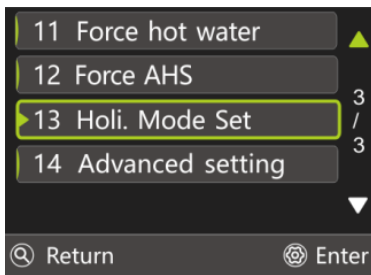 11 Force hot water
12 Force AHS
13 Holi. Mode Set
14 Advanced setting
3
/
3
Return
Enter